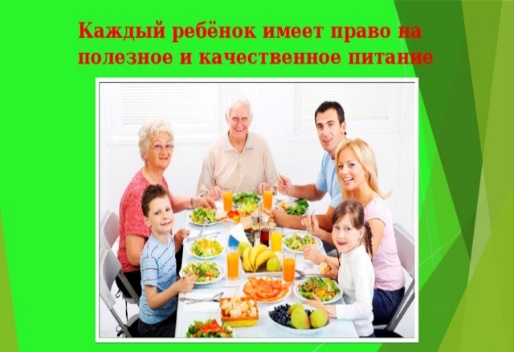 Каждый ребёнок имеет право на
полезное и качественное питание